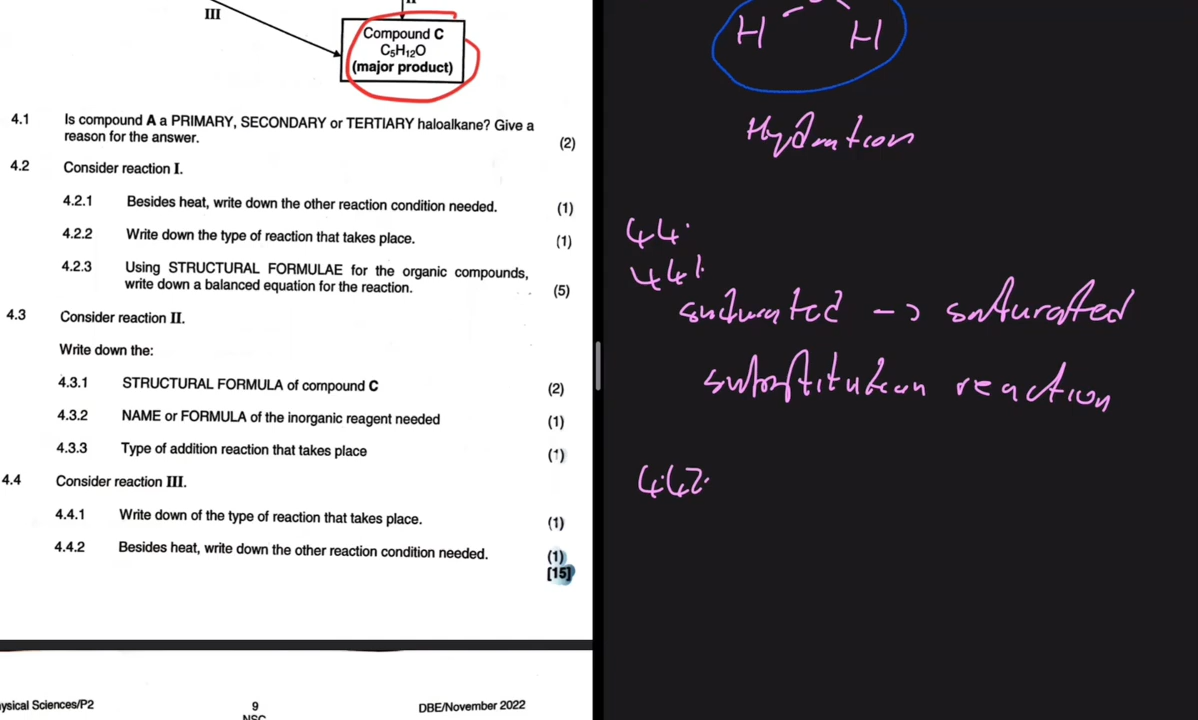 III
II
Compound C
C₅H₁₂O
(major product)
4.1 Is compound A a PRIMARY, SECONDARY or TERTIARY haloalkane? Give a
reason for the answer. (2)
4.2 Consider reaction I.
4.2.1 Besides heat, write down the other reaction condition needed. (1)
4.2.2 Write down the type of reaction that takes place. (1)
4.2.3 Using STRUCTURAL FORMULAE for the organic compounds,
write down a balanced equation for the reaction. (5)
4.3 Consider reaction II.
Write down the:
4.3.1 STRUCTURAL FORMULA of compound C (2)
4.3.2 NAME or FORMULA of the inorganic reagent needed (1)
4.3.3 Type of addition reaction that takes place (1)
4.4 Consider reaction III.
4.4.1 Write down of the type of reaction that takes place. (1)
4.4.2 Besides heat, write down the other reaction condition needed. (1)
[15]
ysical Sciences/P2 9 DBE/November 2022
NSC
H H
Hydration
44.
441.
saturated -> saturated
substitution reaction
4.42.